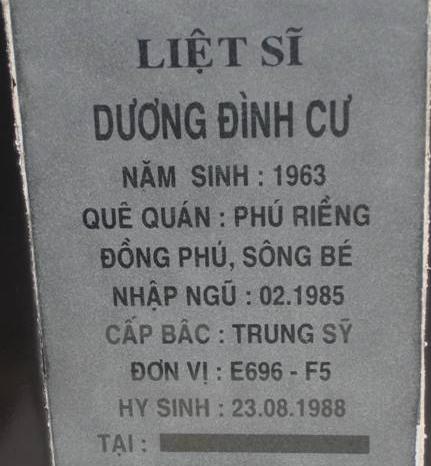 LIỆT SĨ
DƯƠNG ĐÌNH CƯ
NĂM SINH : 1963
QUÊ QUÁN : PHÚ RIỀNG
ĐỒNG PHÚ, SÔNG BÉ
NHẬP NGŨ : 02.1985
CẤP BÂC : TRUNG SỸ
ĐƠN VỊ : E696 - F5
HY SINH : 23.08.1988
TẠI :